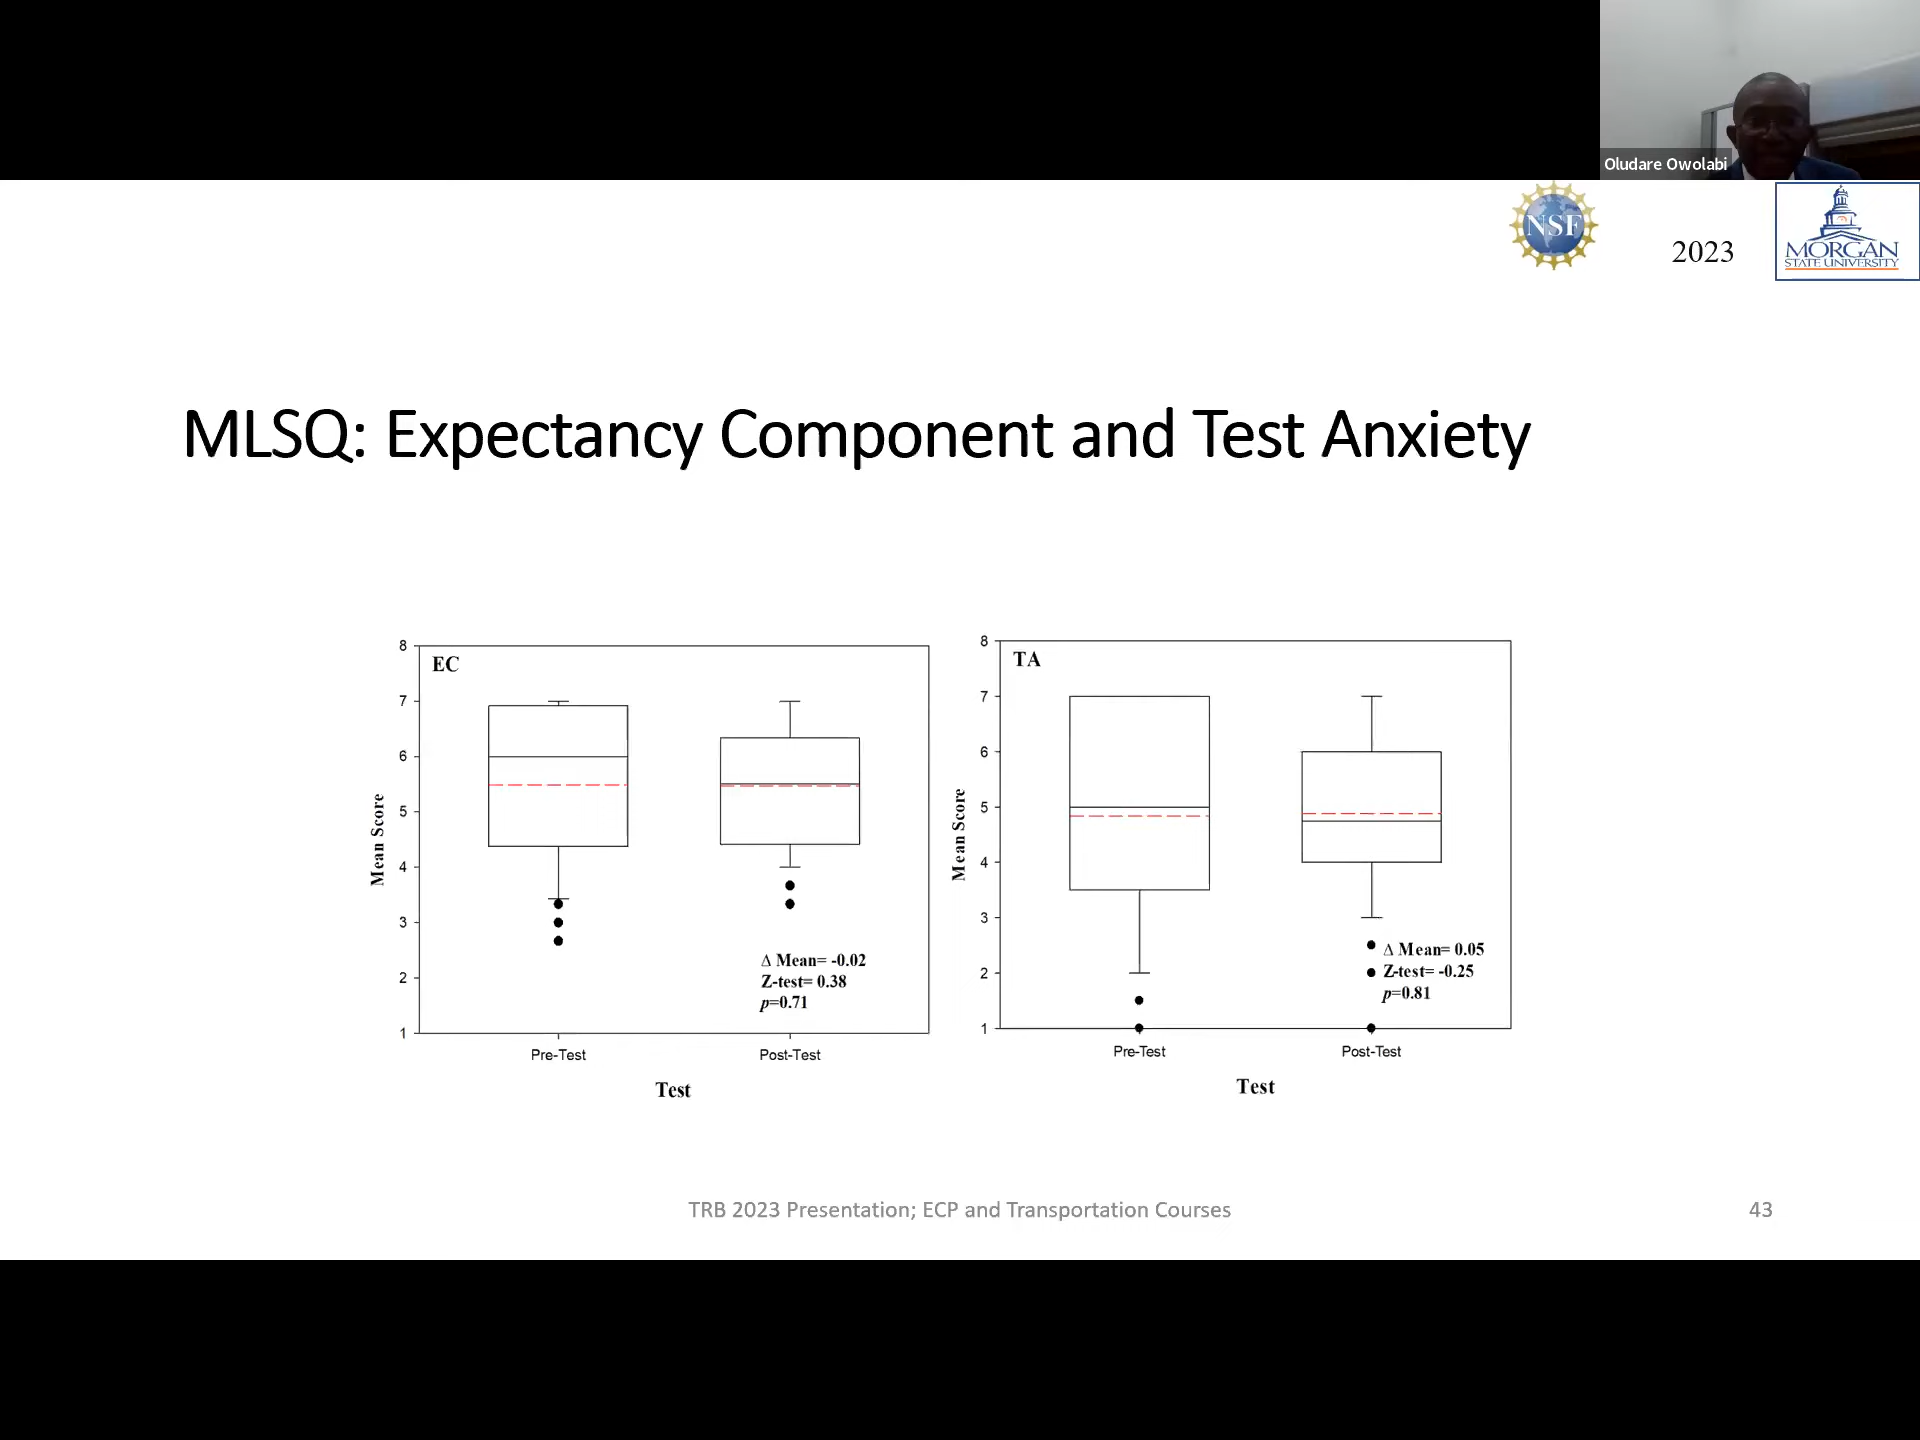 Oludare Owolabi
NSF
2023
MORGAN
STATE UNIVERSITY
MLSQ: Expectancy Component and Test Anxiety
EC
8
7
6
5
4
3
2
1
Mean Score
Δ Mean= -0.02
Z-test= 0.38
p=0.71
Pre-Test
Post-Test
Test
TA
8
7
6
5
4
3
2
1
Mean Score
Δ Mean= 0.05
Z-test= -0.25
p=0.81
Pre-Test
Post-Test
Test
TRB 2023 Presentation; ECP and Transportation Courses
43